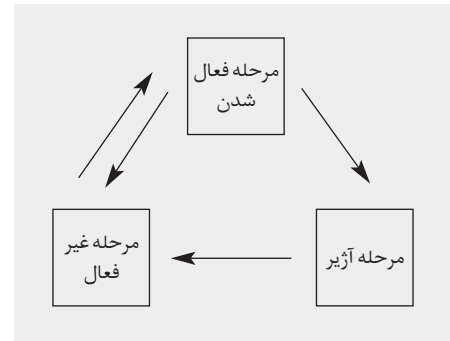 مرحله فعال
شدن
مرحله غیر
فعال
مرحله آژیر